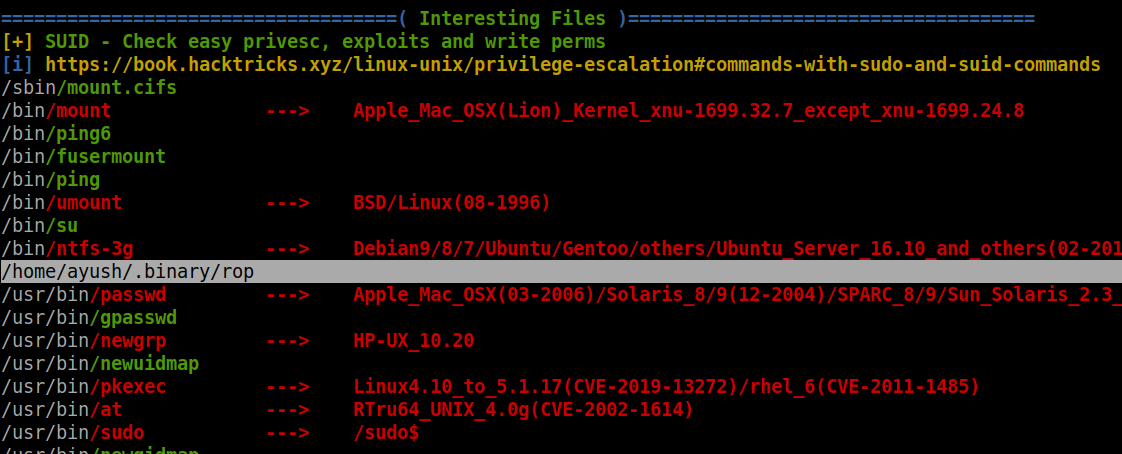 ====================================( Interesting Files )=====================================
[+] SUID - Check easy privesc, exploits and write perms
[i] https://book.hacktricks.xyz/linux-unix/privilege-escalation#commands-with-sudo-and-suid-commands
/sbin/mount.cifs
/bin/mount              --->    Apple_Mac_OSX(Lion)_Kernel_xnu-1699.32.7_except_xnu-1699.24.8
/bin/ping6
/bin/fusermount
/bin/ping
/bin/umount             --->    BSD/Linux(08-1996)
/bin/su
/bin/ntfs-3g            --->    Debian9/8/7/Ubuntu/Gentoo/others/Ubuntu_Server_16.10_and_others(02-201
/home/ayush/.binary/rop
/usr/bin/passwd         --->    Apple_Mac_OSX(03-2006)/Solaris_8/9(12-2004)/SPARC_8/9/Sun_Solaris_2.3_
/usr/bin/gpasswd
/usr/bin/newgrp         --->    HP-UX_10.20
/usr/bin/newuidmap
/usr/bin/pkexec         --->    Linux4.10_to_5.1.17(CVE-2019-13272)/rhel_6(CVE-2011-1485)
/usr/bin/at             --->    RTru64_UNIX_4.0g(CVE-2002-1614)
/usr/bin/sudo           --->    /sudo$
/usr/bin/newgidmap